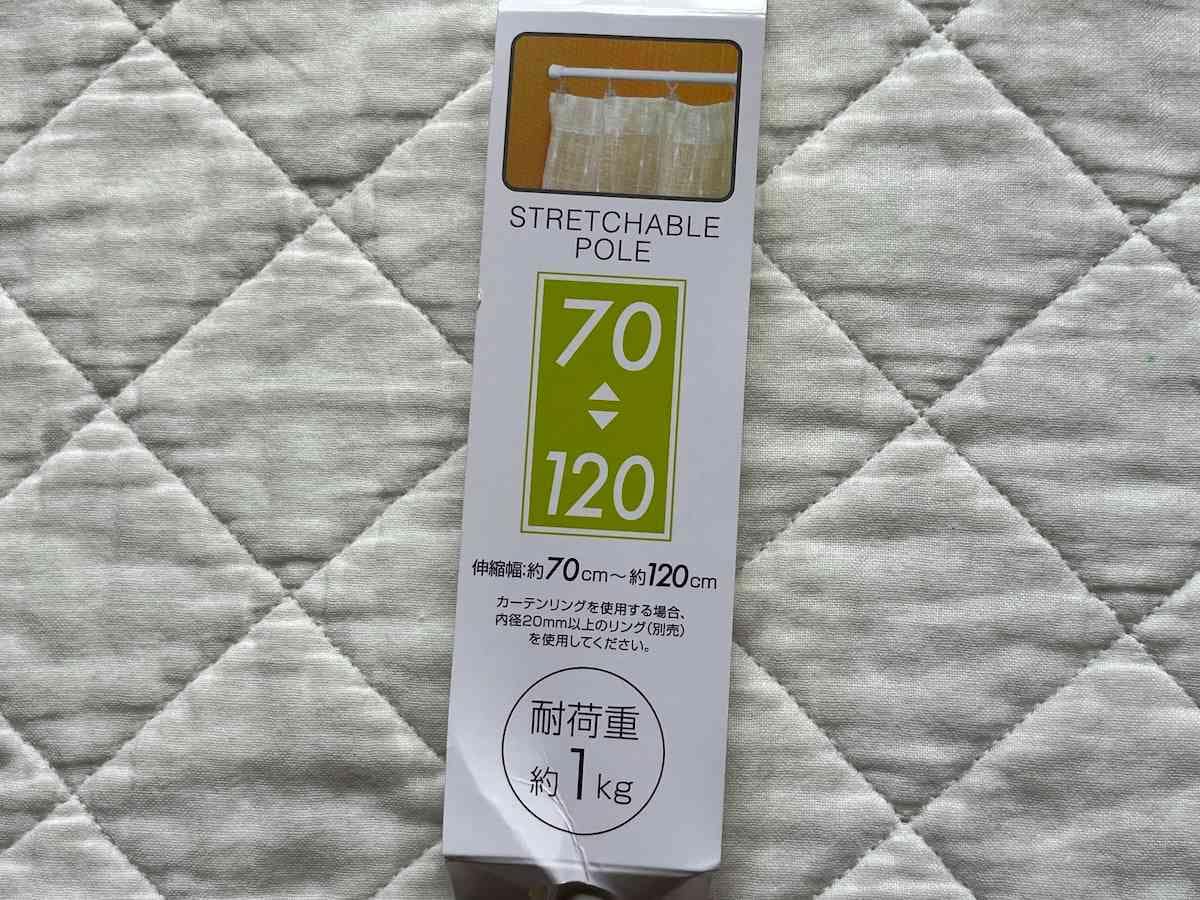 STRETCHABLE
POLE
70
120
伸縮幅:約70cm〜約120cm
カーテンリングを使用する場合、
内径20mm以上のリング(別売)
を使用してください。
耐荷重
約1kg